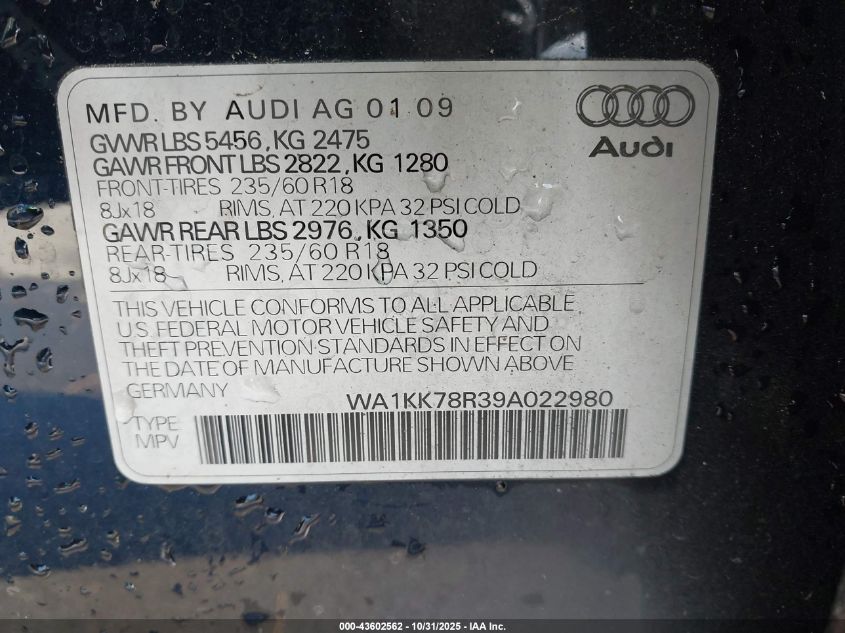 MFD. BY AUDI AG 01 09
GVWR LBS 5456, KG 2475
GAWR FRONT LBS 2822, KG 1280
FRONT-TIRES 235/60 R18
8Jx18 RIMS, AT 220 KPA 32 PSI COLD
GAWR REAR LBS 2976, KG 1350
REAR-TIRES 235/60 R18
8Jx18 RIMS, AT 220 KPA 32 PSI COLD
Audi
THIS VEHICLE CONFORMS TO ALL APPLICABLE
U.S. FEDERAL MOTOR VEHICLE SAFETY AND
THEFT PREVENTION STANDARDS IN EFFECT ON
THE DATE OF MANUFACTURE SHOWN ABOVE
GERMANY WA1KK78R39A022980
TYPE
MPV
000-43602562 - 10/31/2025 - IAA Inc.